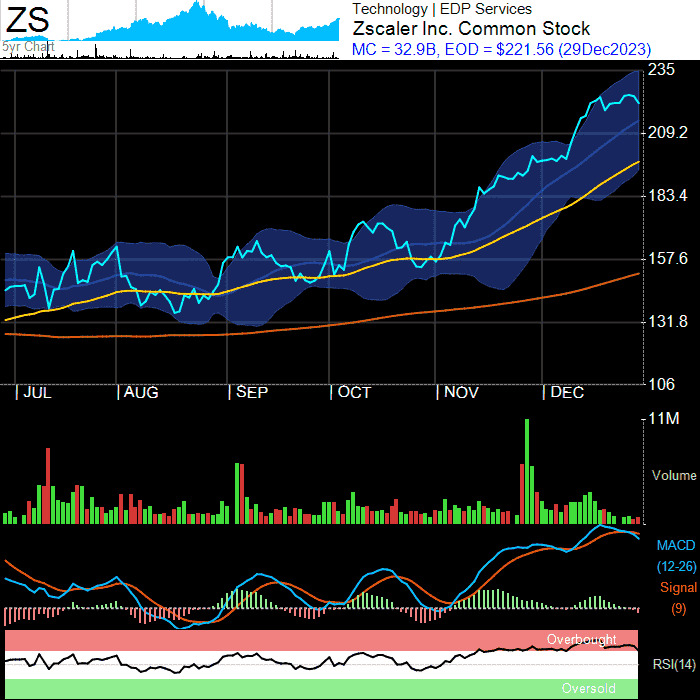 ZS
5yr Chart
Technology | EDP Services
Zscaler Inc. Common Stock
MC = 32.9B, EOD = $221.56 (29Dec2023)
235
209.2
183.4
157.6
131.8
106
JUL AUG SEP OCT NOV DEC
11M
Volume
MACD
(12-26)
Signal
(9)
Overbought
RSI(14)
Oversold